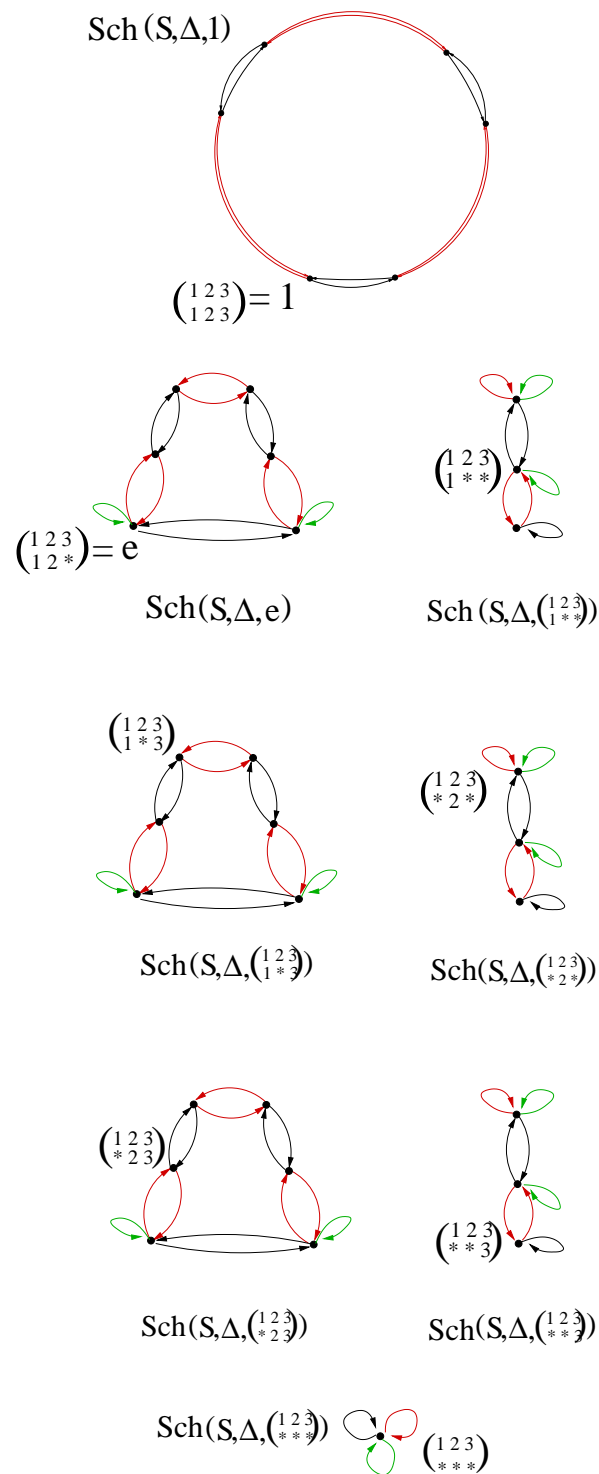 Sch(S,Δ,1)
(1 2 3 / 1 2 3) = 1
(1 2 3 / 1 * *)
(1 2 3 / 1 2 *) = e
Sch(S,Δ,e) Sch(S,Δ,(1 2 3 / 1 * *))
(1 2 3 / 1 * 3)
(1 2 3 / * 2 *)
Sch(S,Δ,(1 2 3 / 1 * 3)) Sch(S,Δ,(1 2 3 / * 2 *))
(1 2 3 / * 2 3)
(1 2 3 / * * 3)
Sch(S,Δ,(1 2 3 / * 2 3)) Sch(S,Δ,(1 2 3 / * * 3))
Sch(S,Δ,(1 2 3 / * * *)) (1 2 3 / * * *)